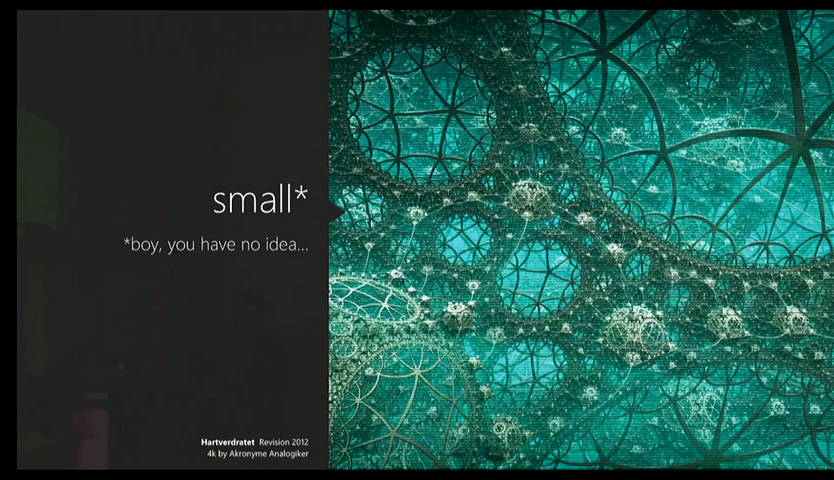 small*
*boy, you have no idea...
Hartverdratet Revision 2012
4k by Akronyme Analogiker